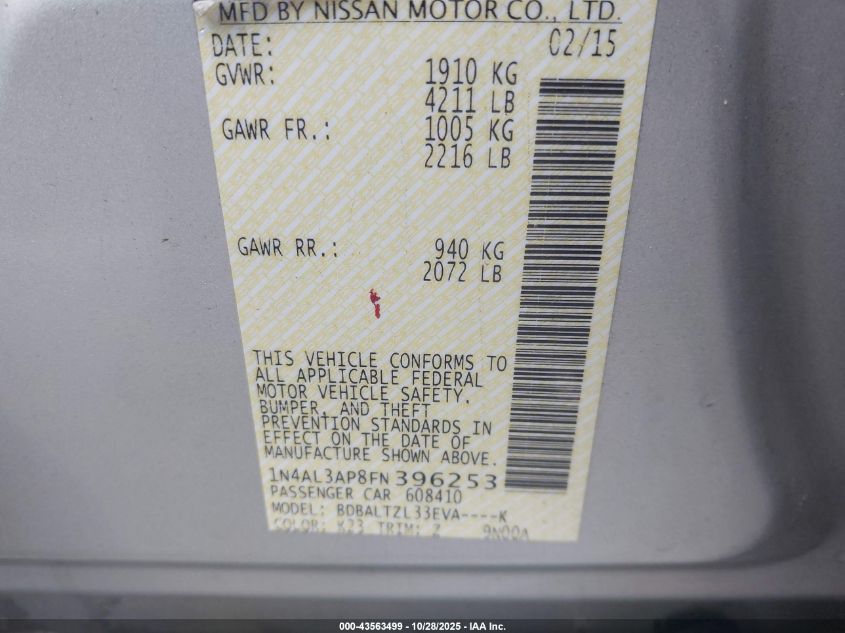 MFD BY NISSAN MOTOR CO., LTD.
DATE: 02/15
GVWR: 1910 KG
4211 LB
GAWR FR.: 1005 KG
2216 LB
GAWR RR.: 940 KG
2072 LB
THIS VEHICLE CONFORMS TO
ALL APPLICABLE FEDERAL
MOTOR VEHICLE SAFETY,
BUMPER, AND THEFT
PREVENTION STANDARDS IN
EFFECT ON THE DATE OF
MANUFACTURE SHOWN ABOVE.
1N4AL3AP8FN396253
PASSENGER CAR 608410
MODEL: BDBALTZL33EVA----K
COLOR: K23 TRIM: Z
000-43563499 - 10/28/2025 - IAA Inc.